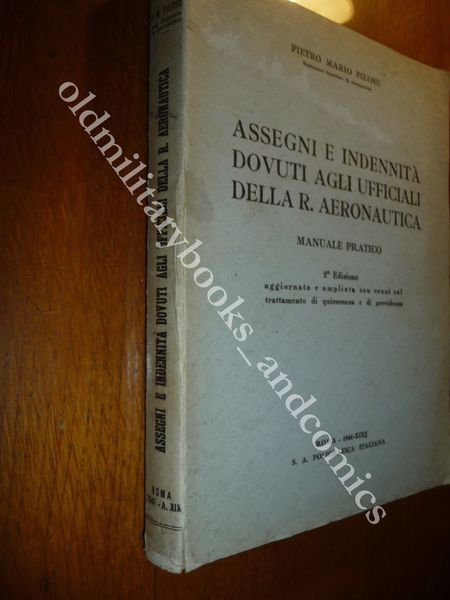 PIETRO MARIO PILOSU
ASSEGNI E INDENNITÀ
DOVUTI AGLI UFFICIALI
DELLA R. AERONAUTICA
MANUALE PRATICO
2ª Edizione
aggiornata e ampliata con cenni sul
trattamento di quiescenza e di previdenza
ROMA - 1941-XIX
S. A. POLIGRAFICA ITALIANA
P. M. PILOSU
ASSEGNI E INDENNITÀ DOVUTI AGLI UFFICIALI DELLA R. AERONAUTICA
ROMA
1941 - A. XIX
oldmilitarybooks_andcomics